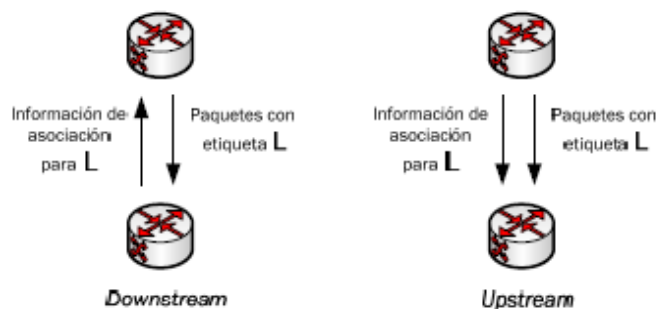 Información de
asociación
para L
Paquetes con
etiqueta L
Downstream
Información de
asociación
para L
Paquetes con
etiqueta L
Upstream